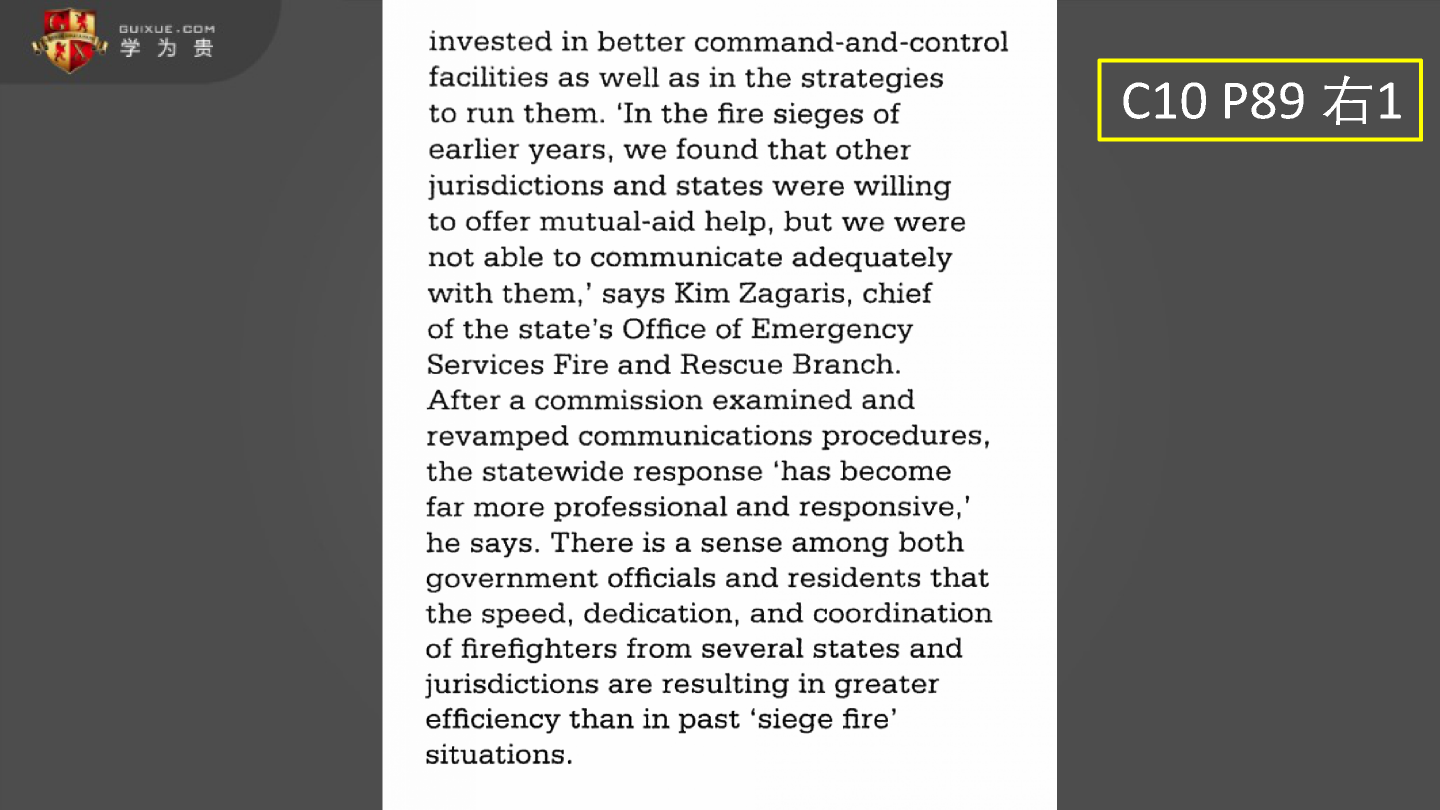 GUIXUE.COM
学为贵
C10 P89 右1
invested in better command-and-control
facilities as well as in the strategies
to run them. ‘In the fire sieges of
earlier years, we found that other
jurisdictions and states were willing
to offer mutual-aid help, but we were
not able to communicate adequately
with them,’ says Kim Zagaris, chief
of the state’s Office of Emergency
Services Fire and Rescue Branch.
After a commission examined and
revamped communications procedures,
the statewide response ‘has become
far more professional and responsive,’
he says. There is a sense among both
government officials and residents that
the speed, dedication, and coordination
of firefighters from several states and
jurisdictions are resulting in greater
efficiency than in past ‘siege fire’
situations.